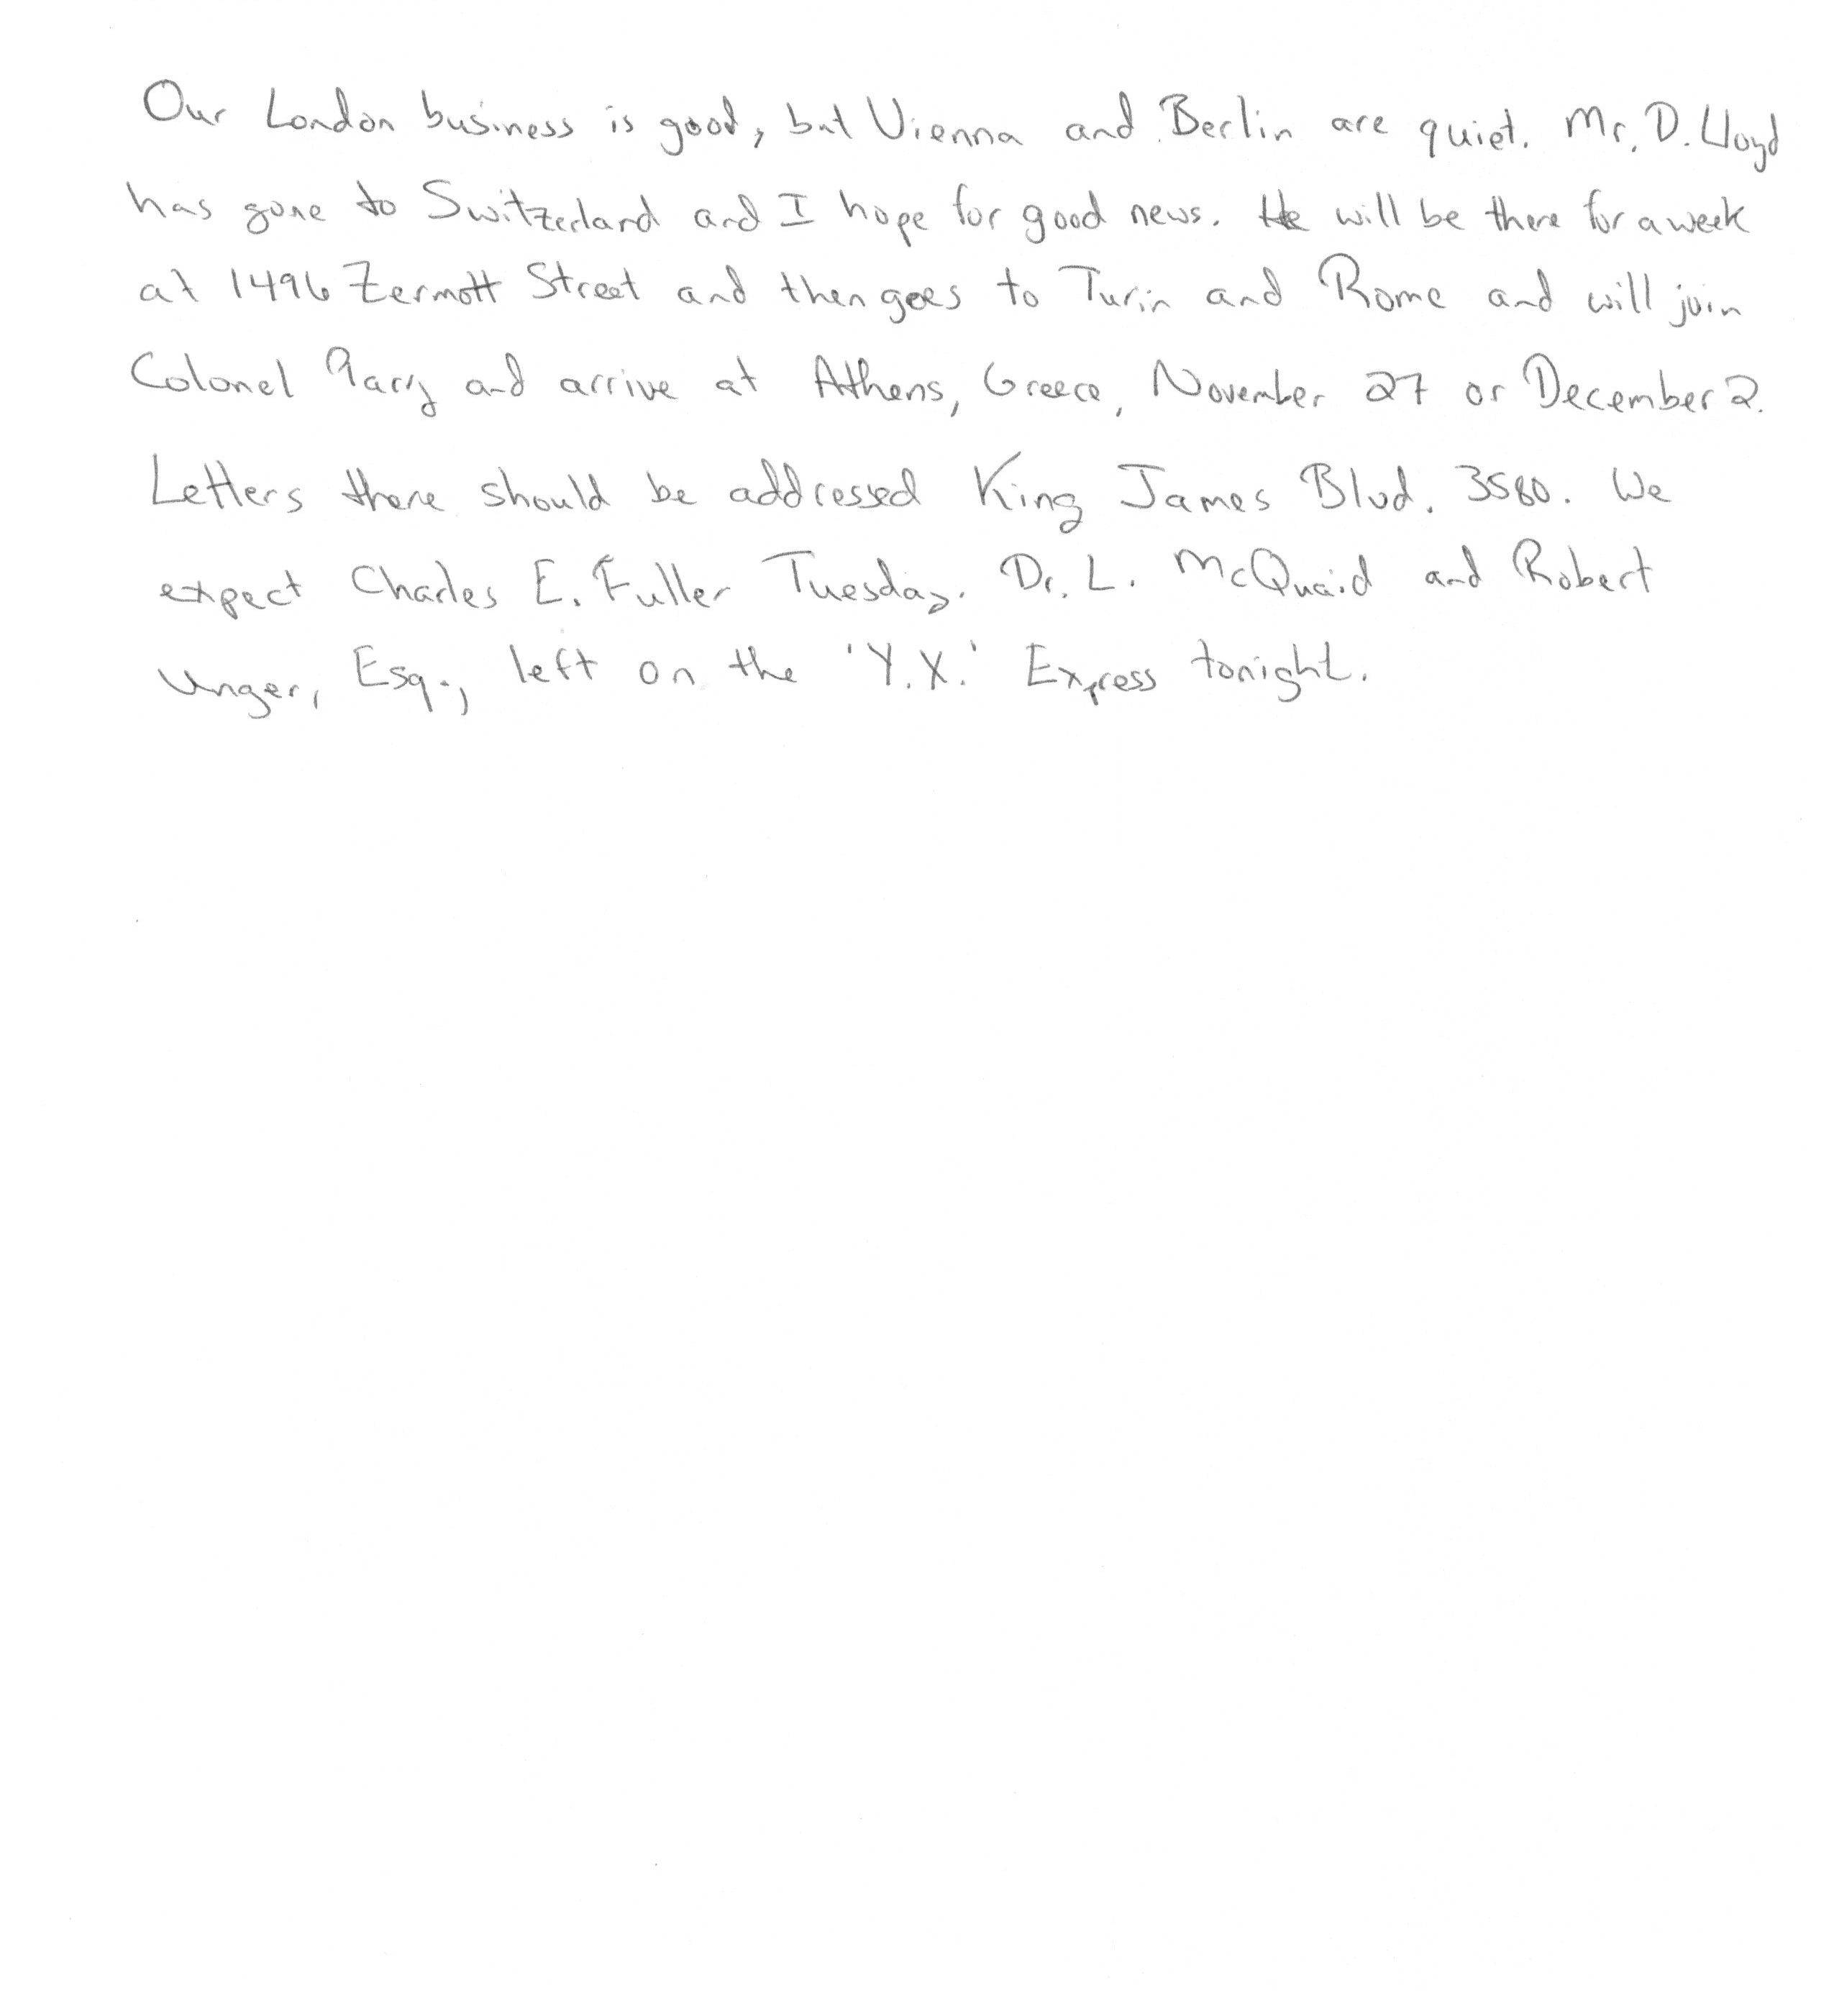 Our London business is good, but Vienna and Berlin are quiet. Mr. D. Lloyd
has gone to Switzerland and I hope for good news. He will be there for a week
at 1496 Zermott Street and then goes to Turin and Rome and will join
Colonel Parry and arrive at Athens, Greece, November 27 or December 2.
Letters there should be addressed King James Blvd. 3580. We
expect Charles E. Fuller Tuesday. Dr. L. McQuaid and Robert
Unger, Esq., left on the 'Y.X.' Express tonight.